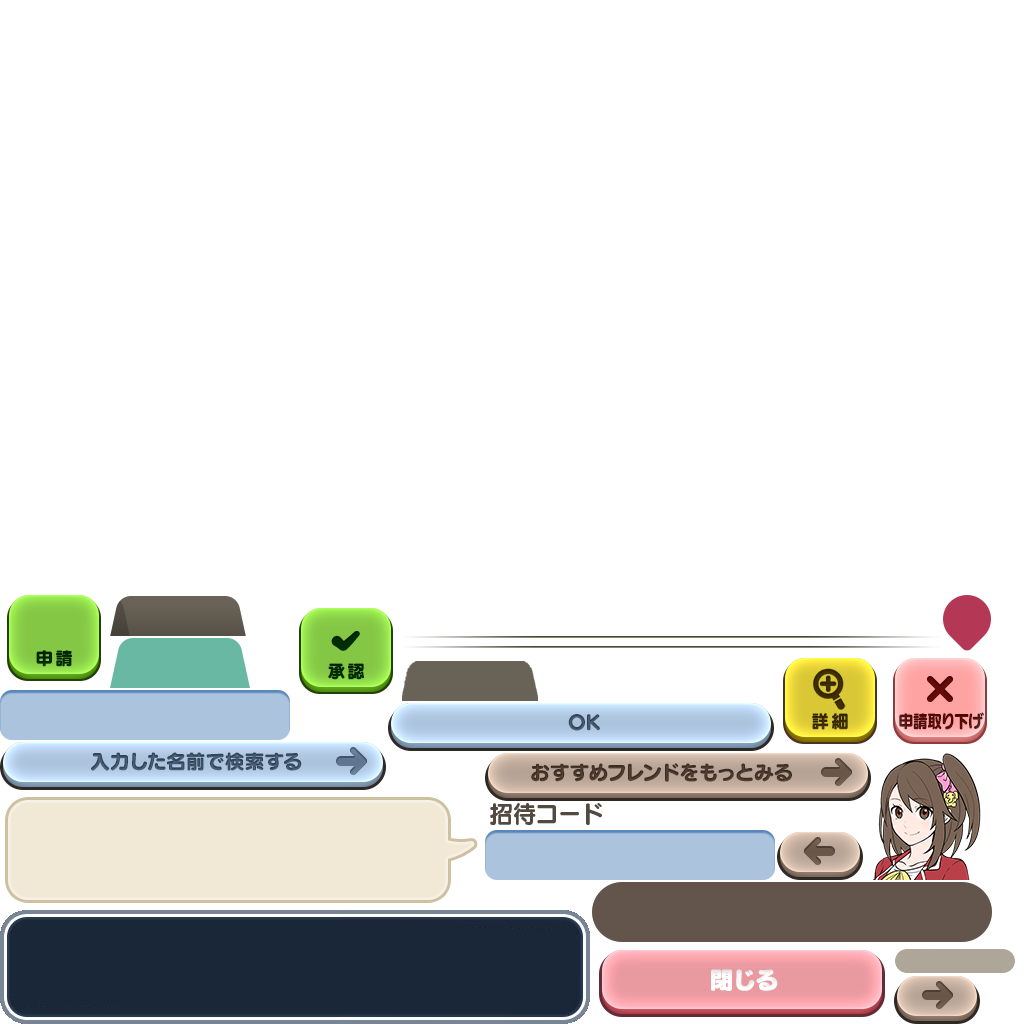 申請
承認
詳細
申請取り下げ
OK
入力した名前で検索する
おすすめフレンドをもっとみる
招待コード
閉じる